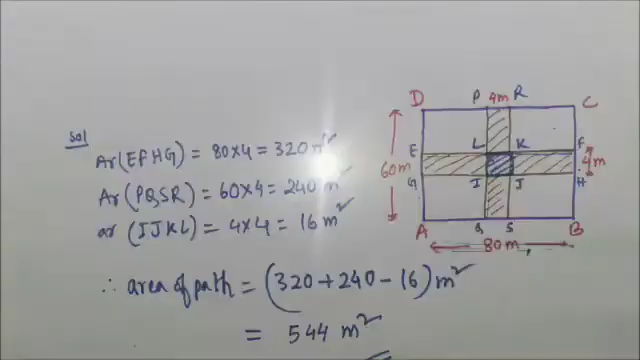 D P 4m R C
Sol
Ar(EFHG) = 80×4 = 320 m²
E L K F
60m 4m
Ar(PQSR) = 60×4 = 240 m²
G I J H
ar (IJKL) = 4×4 = 16 m²
A Q S B
80 m
∴ area of path = (320 + 240 - 16) m²
= 544 m²